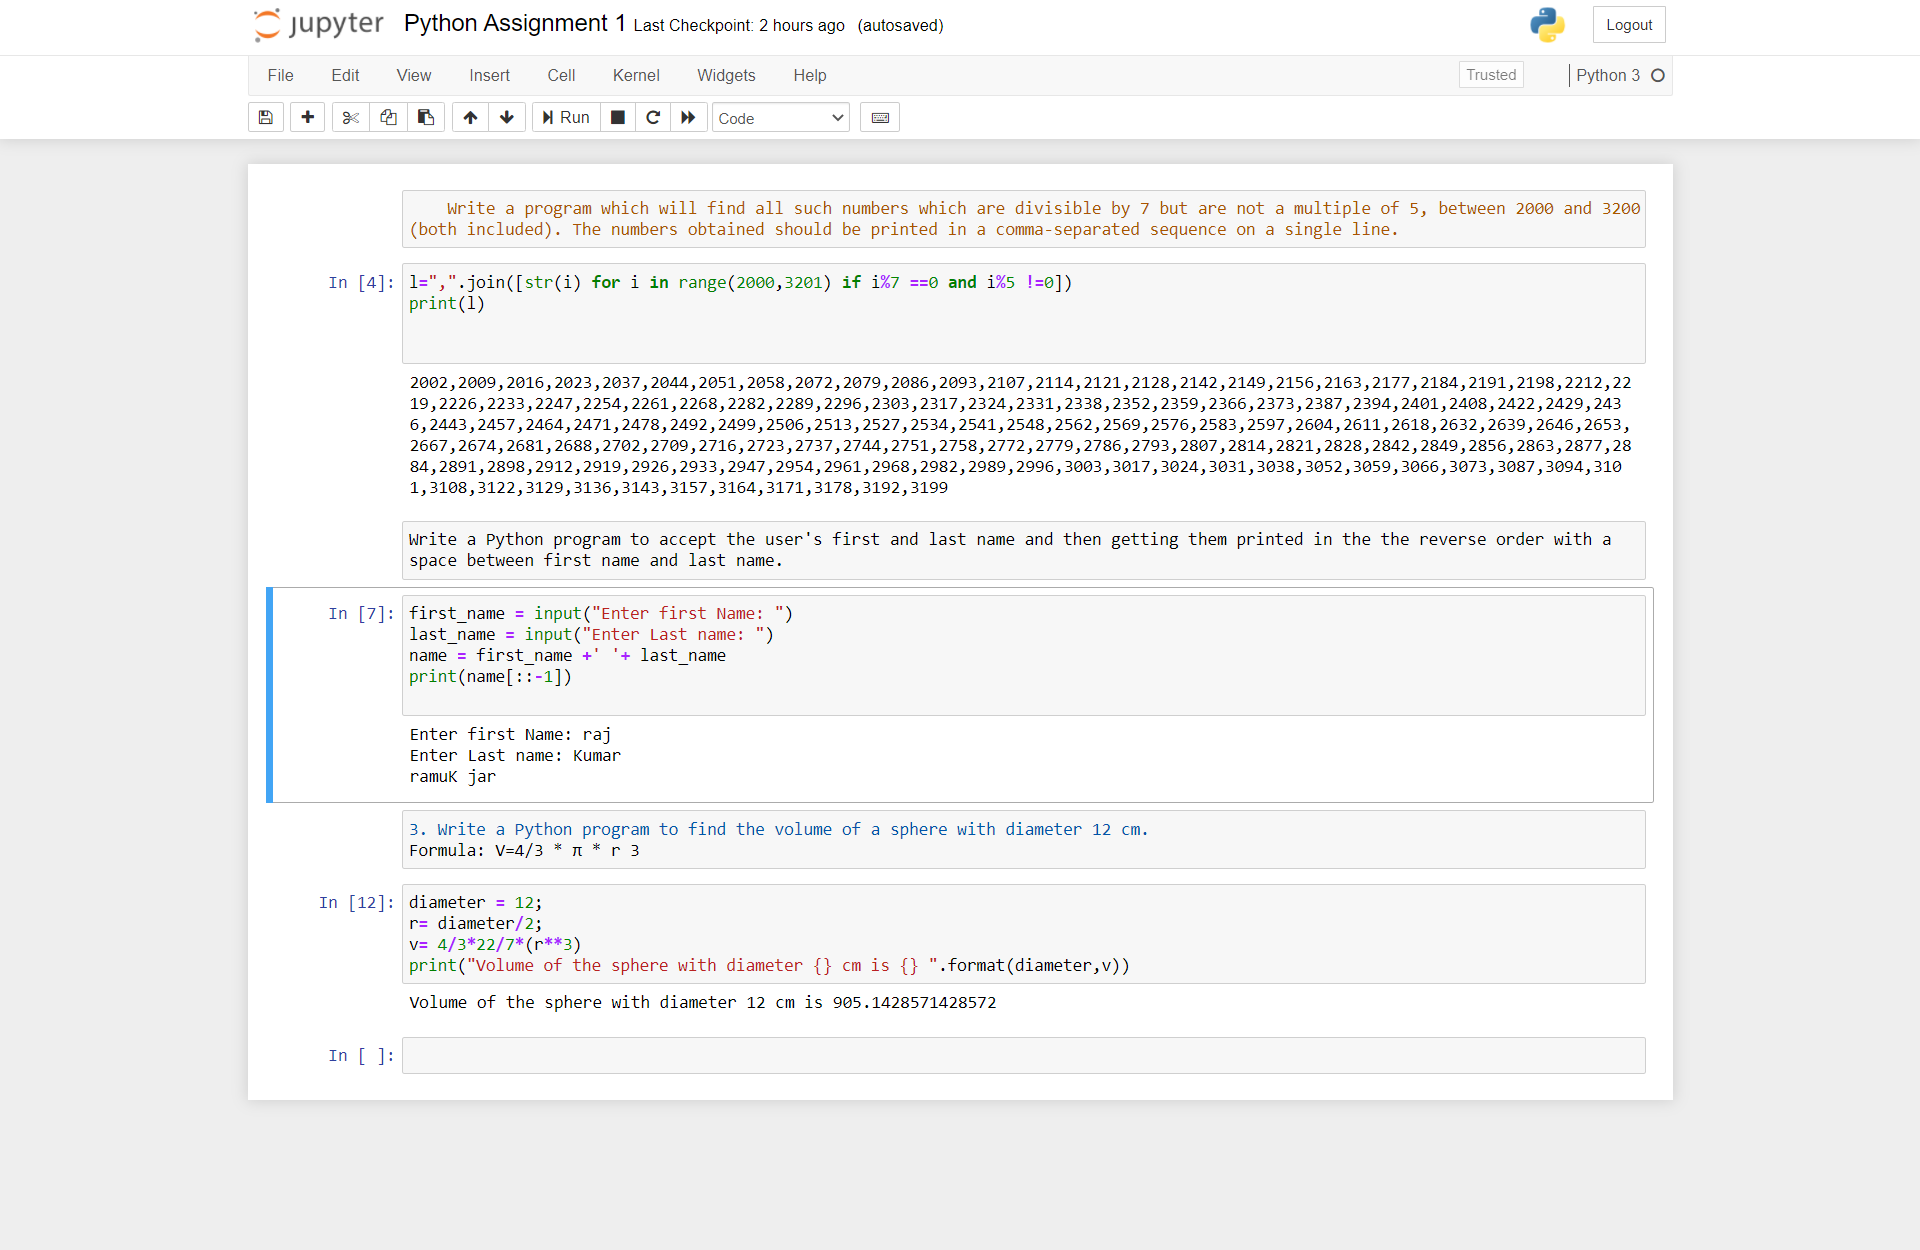 jupyter Python Assignment 1 Last Checkpoint: 2 hours ago (autosaved) Logout
File Edit View Insert Cell Kernel Widgets Help Trusted Python 3
Run Code
Write a program which will find all such numbers which are divisible by 7 but are not a multiple of 5, between 2000 and 3200
(both included). The numbers obtained should be printed in a comma-separated sequence on a single line.
In [4]: l=",".join([str(i) for i in range(2000,3201) if i%7 ==0 and i%5 !=0])
print(l)
2002,2009,2016,2023,2037,2044,2051,2058,2072,2079,2086,2093,2107,2114,2121,2128,2142,2149,2156,2163,2177,2184,2191,2198,2212,22
19,2226,2233,2247,2254,2261,2268,2282,2289,2296,2303,2317,2324,2331,2338,2352,2359,2366,2373,2387,2394,2401,2408,2422,2429,243
6,2443,2457,2464,2471,2478,2492,2499,2506,2513,2527,2534,2541,2548,2562,2569,2576,2583,2597,2604,2611,2618,2632,2639,2646,2653,
2667,2674,2681,2688,2702,2709,2716,2723,2737,2744,2751,2758,2772,2779,2786,2793,2807,2814,2821,2828,2842,2849,2856,2863,2877,28
84,2891,2898,2912,2919,2926,2933,2947,2954,2961,2968,2982,2989,2996,3003,3017,3024,3031,3038,3052,3059,3066,3073,3087,3094,310
1,3108,3122,3129,3136,3143,3157,3164,3171,3178,3192,3199
Write a Python program to accept the user's first and last name and then getting them printed in the the reverse order with a
space between first name and last name.
In [7]: first_name = input("Enter first Name: ")
last_name = input("Enter Last name: ")
name = first_name +' '+ last_name
print(name[::-1])
Enter first Name: raj
Enter Last name: Kumar
ramuK jar
3. Write a Python program to find the volume of a sphere with diameter 12 cm.
Formula: V=4/3 * π * r 3
In [12]: diameter = 12;
r= diameter/2;
v= 4/3*22/7*(r**3)
print("Volume of the sphere with diameter {} cm is {} ".format(diameter,v))
Volume of the sphere with diameter 12 cm is 905.1428571428572
In [ ]: